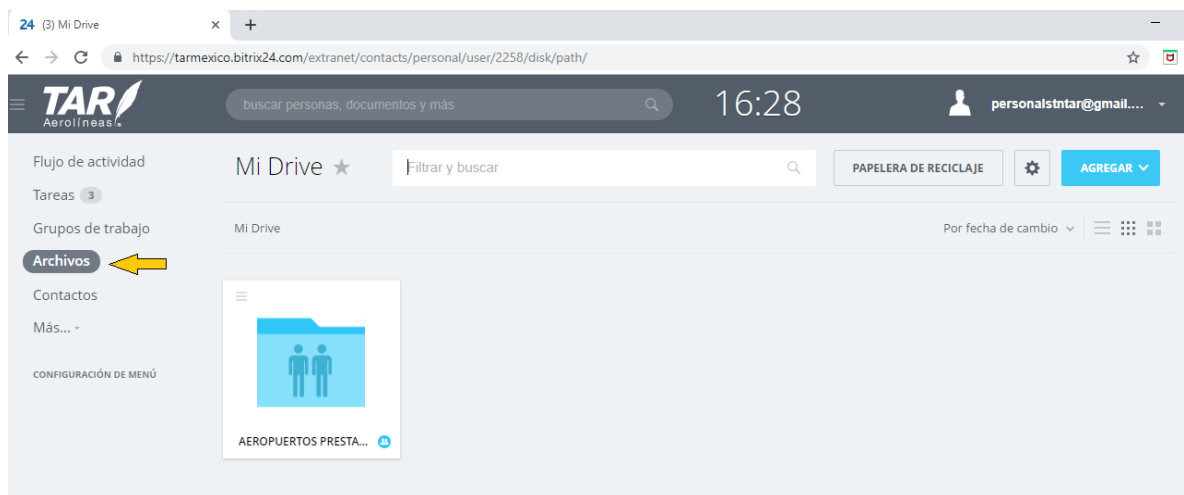 24 (3) Mi Drive
https://tarmexico.bitrix24.com/extranet/contacts/personal/user/2258/disk/path/
TAR
Aerolíneas
buscar personas, documentos y más
16:28
personalstntar@gmail....
Flujo de actividad
Tareas 3
Grupos de trabajo
Archivos
Contactos
Más...
CONFIGURACIÓN DE MENÚ
Mi Drive
Filtrar y buscar
PAPELERA DE RECICLAJE
AGREGAR
Mi Drive
Por fecha de cambio
AEROPUERTOS PRESTA...